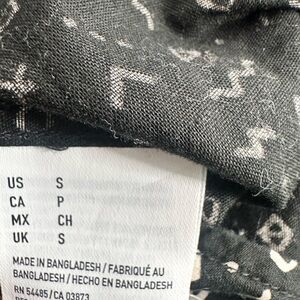 US S
CA P
MX CH
UK S
MADE IN BANGLADESH / FABRIQUÉ AU
BANGLADESH / HECHO EN BANGLADESH
RN 54485/CA 03873